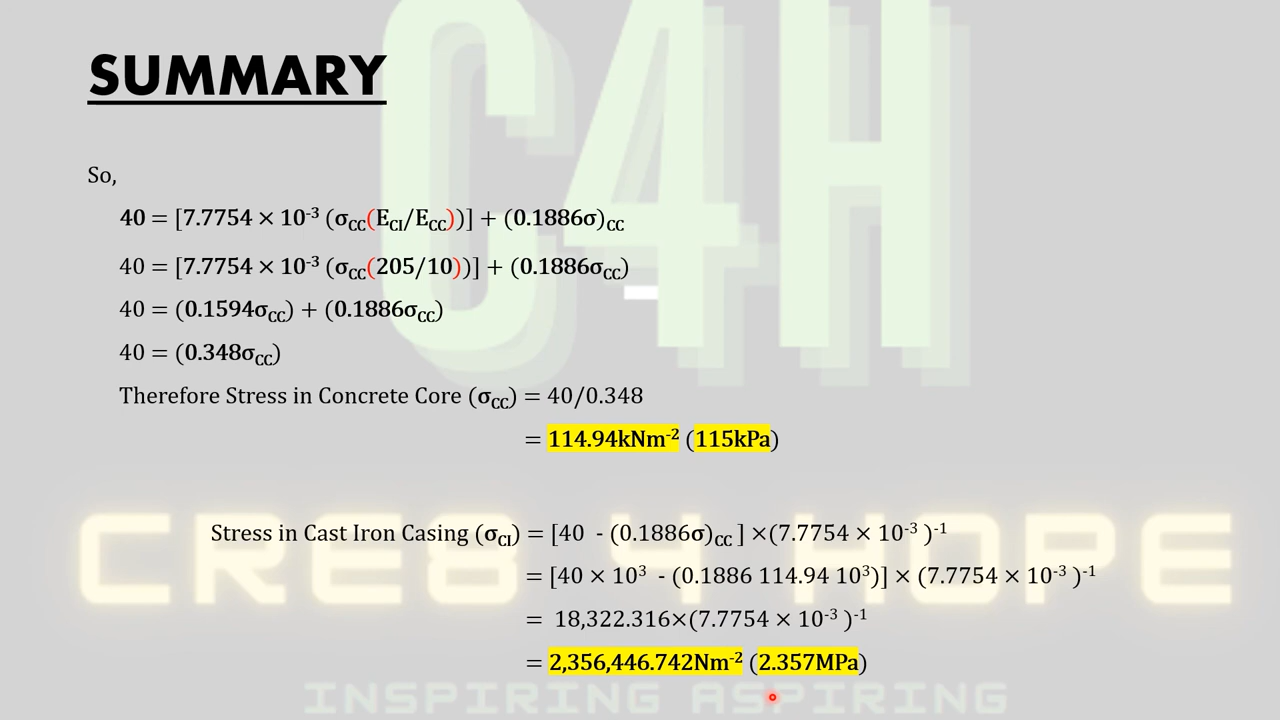 SUMMARY
So,
40 = [7.7754 × 10⁻³ (σCC(ECI/ECC))] + (0.1886σ)CC
40 = [7.7754 × 10⁻³ (σCC(205/10))] + (0.1886σCC)
40 = (0.1594σCC) + (0.1886σCC)
40 = (0.348σCC)
Therefore Stress in Concrete Core (σCC) = 40/0.348
= 114.94kNm⁻² (115kPa)
Stress in Cast Iron Casing (σCI) = [40 - (0.1886σ)CC ] ×(7.7754 × 10⁻³ )⁻¹
= [40 × 10³ - (0.1886 114.94 10³)] × (7.7754 × 10⁻³ )⁻¹
= 18,322.316×(7.7754 × 10⁻³ )⁻¹
= 2,356,446.742Nm⁻² (2.357MPa)
C4H
CRE8 4 HOPE
INSPIRING ASPIRING